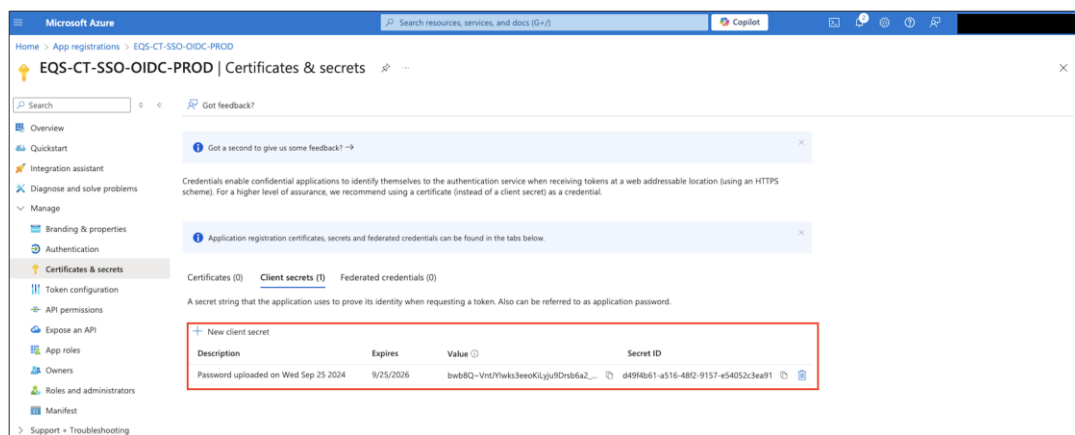 Microsoft Azure
Search resources, services, and docs (G+/)
Copilot
2
Home > App registrations > EQS-CT-SSO-OIDC-PROD
EQS-CT-SSO-OIDC-PROD | Certificates & secrets
Search
Got feedback?
Overview
Quickstart
Integration assistant
Diagnose and solve problems
Manage
Branding & properties
Authentication
Certificates & secrets
Token configuration
API permissions
Expose an API
App roles
Owners
Roles and administrators
Manifest
Support + Troubleshooting
Got a second to give us some feedback? →
Credentials enable confidential applications to identify themselves to the authentication service when receiving tokens at a web addressable location (using an HTTPS
scheme). For a higher level of assurance, we recommend using a certificate (instead of a client secret) as a credential.
Application registration certificates, secrets and federated credentials can be found in the tabs below.
Certificates (0) Client secrets (1) Federated credentials (0)
A secret string that the application uses to prove its identity when requesting a token. Also can be referred to as application password.
New client secret
Description Expires Value Secret ID
Password uploaded on Wed Sep 25 2024 9/25/2026 bwb8Q~VntJYlwks3eeoKiLyju9Drsb6a2_... d49f4b61-a516-48f2-9157-e54052c3ea91